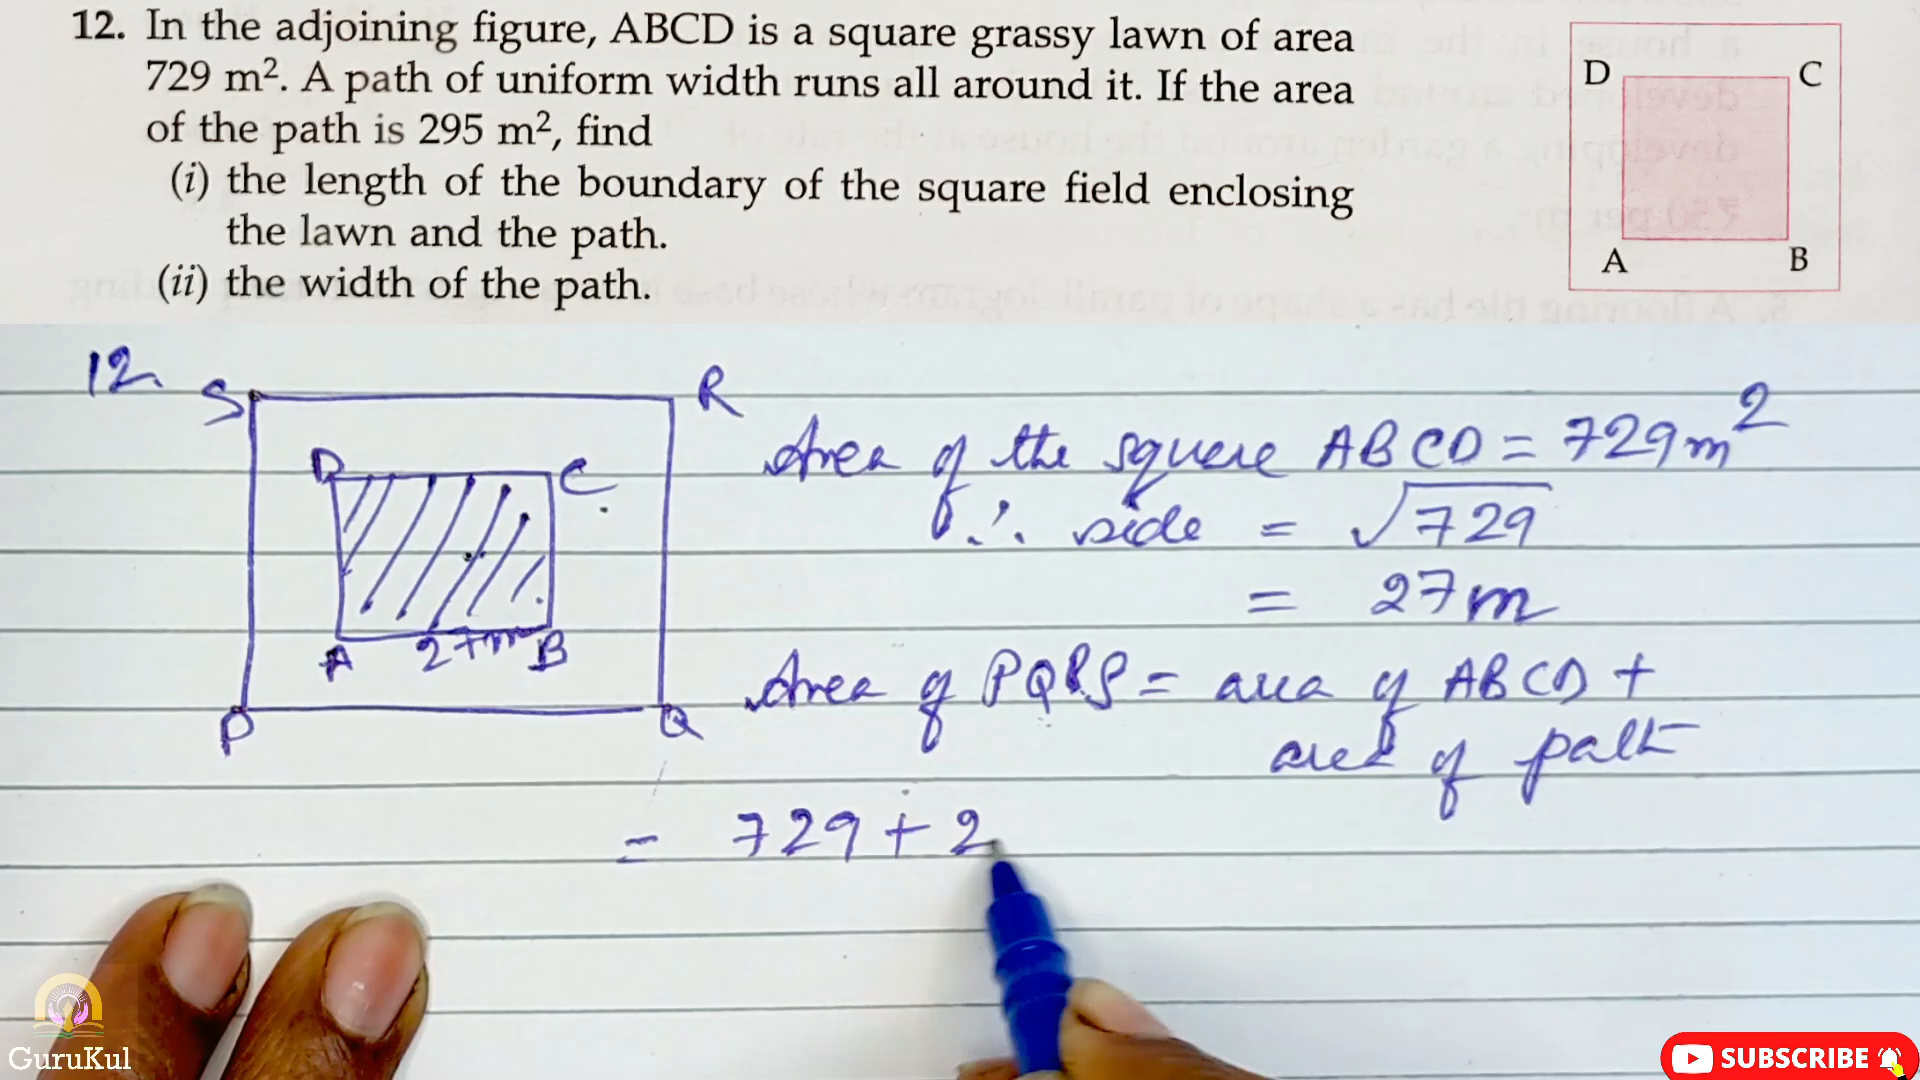 12. In the adjoining figure, ABCD is a square grassy lawn of area
729 m². A path of uniform width runs all around it. If the area
of the path is 295 m², find
(i) the length of the boundary of the square field enclosing
the lawn and the path.
(ii) the width of the path.
D C
A B
12.
S R
D C
A 27m B
P Q
Area of the square ABCD = 729m²
∴ side = √729
= 27m
Area of PQRS = area of ABCD +
area of path
= 729 + 2
GuruKul
SUBSCRIBE